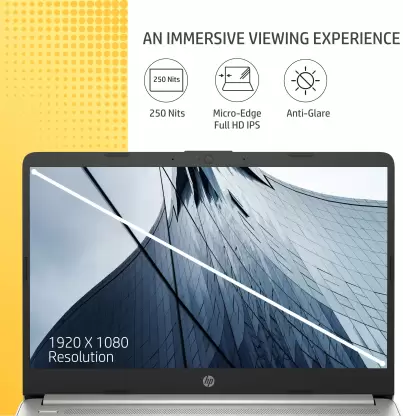 AN IMMERSIVE VIEWING EXPERIENCE
250 Nits
250 Nits
Micro-Edge
Full HD IPS
Anti-Glare
1920 X 1080
Resolution
hp